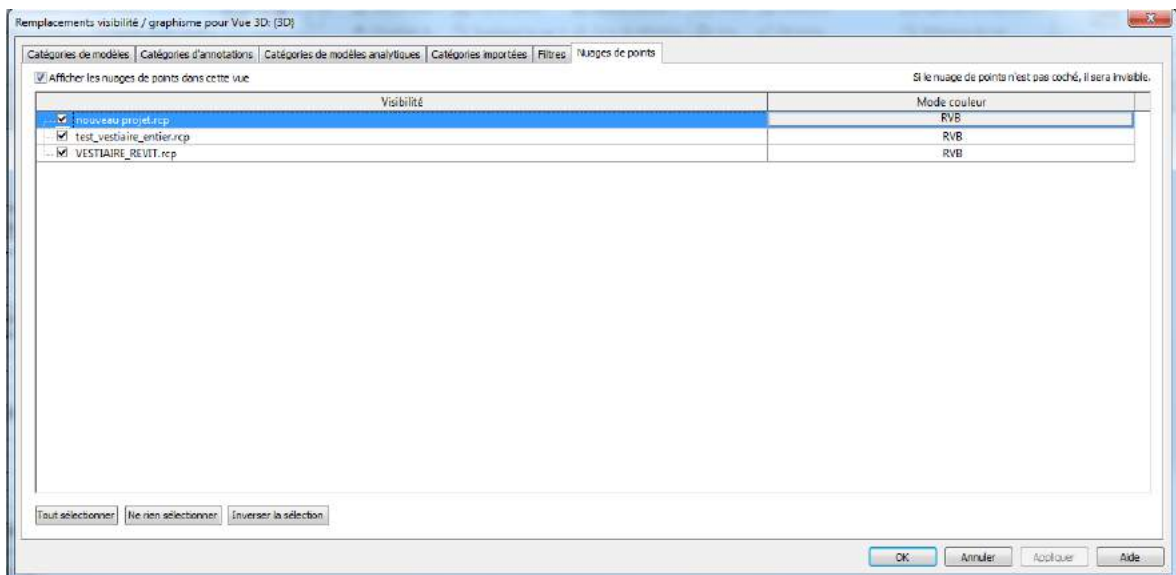 Remplacements visibilité / graphisme pour Vue 3D: {3D}
Catégories de modèles Catégories d'annotations Catégories de modèles analytiques Catégories importées Filtres Nuages de points
Afficher les nuages de points dans cette vue Si le nuage de points n'est pas coché, il sera invisible.
Visibilité Mode couleur
nouveau projet.rcp RVB
test_vestiaire_entier.rcp RVB
VESTIAIRE_REVIT.rcp RVB
Tout sélectionner Ne rien sélectionner Inverser la sélection
OK Annuler Appliquer Aide